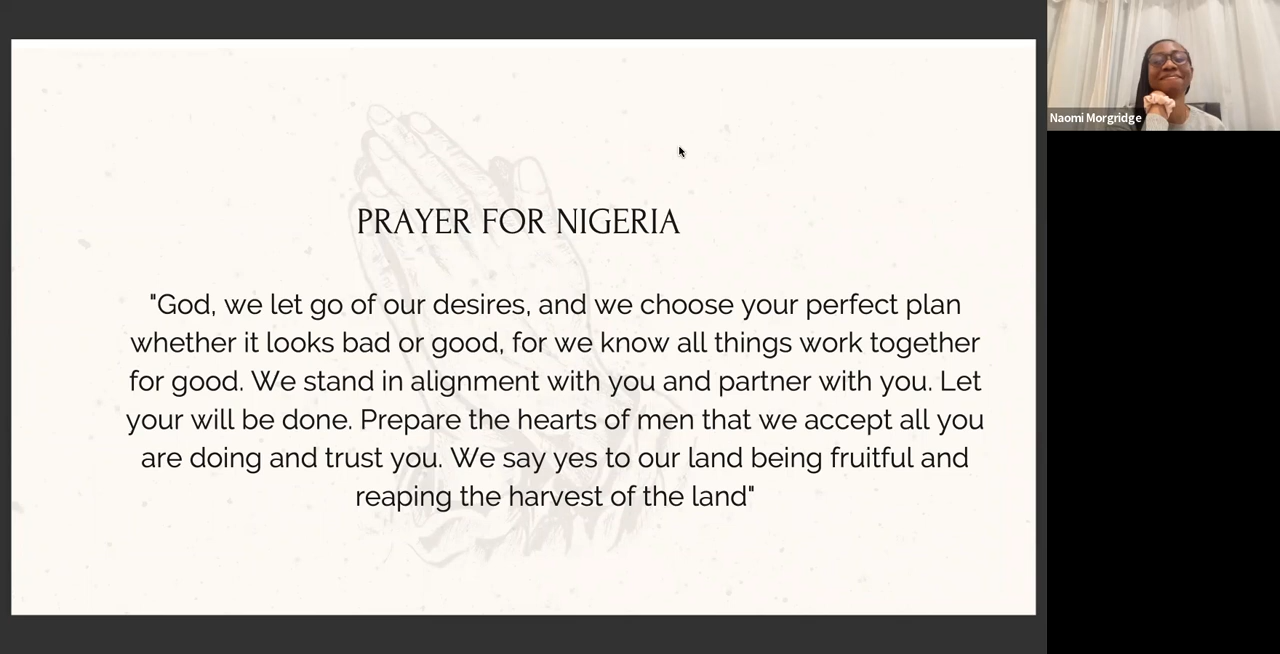 PRAYER FOR NIGERIA
"God, we let go of our desires, and we choose your perfect plan
whether it looks bad or good, for we know all things work together
for good. We stand in alignment with you and partner with you. Let
your will be done. Prepare the hearts of men that we accept all you
are doing and trust you. We say yes to our land being fruitful and
reaping the harvest of the land"
Naomi Morgridge